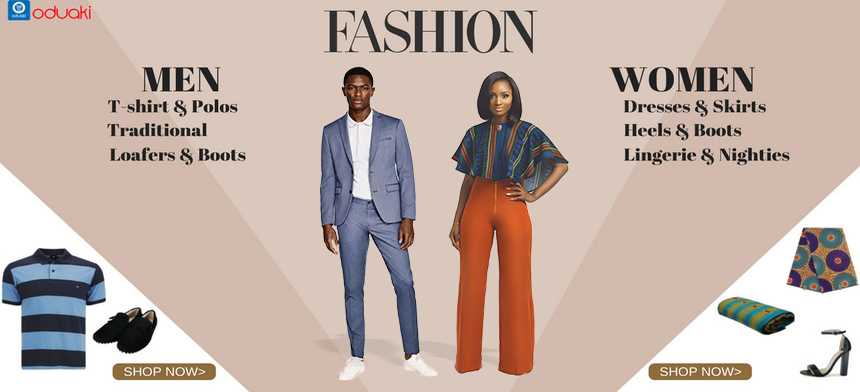 oduaki
FASHION
MEN
T-shirt & Polos
Traditional
Loafers & Boots
WOMEN
Dresses & Skirts
Heels & Boots
Lingerie & Nighties
SHOP NOW>
SHOP NOW>